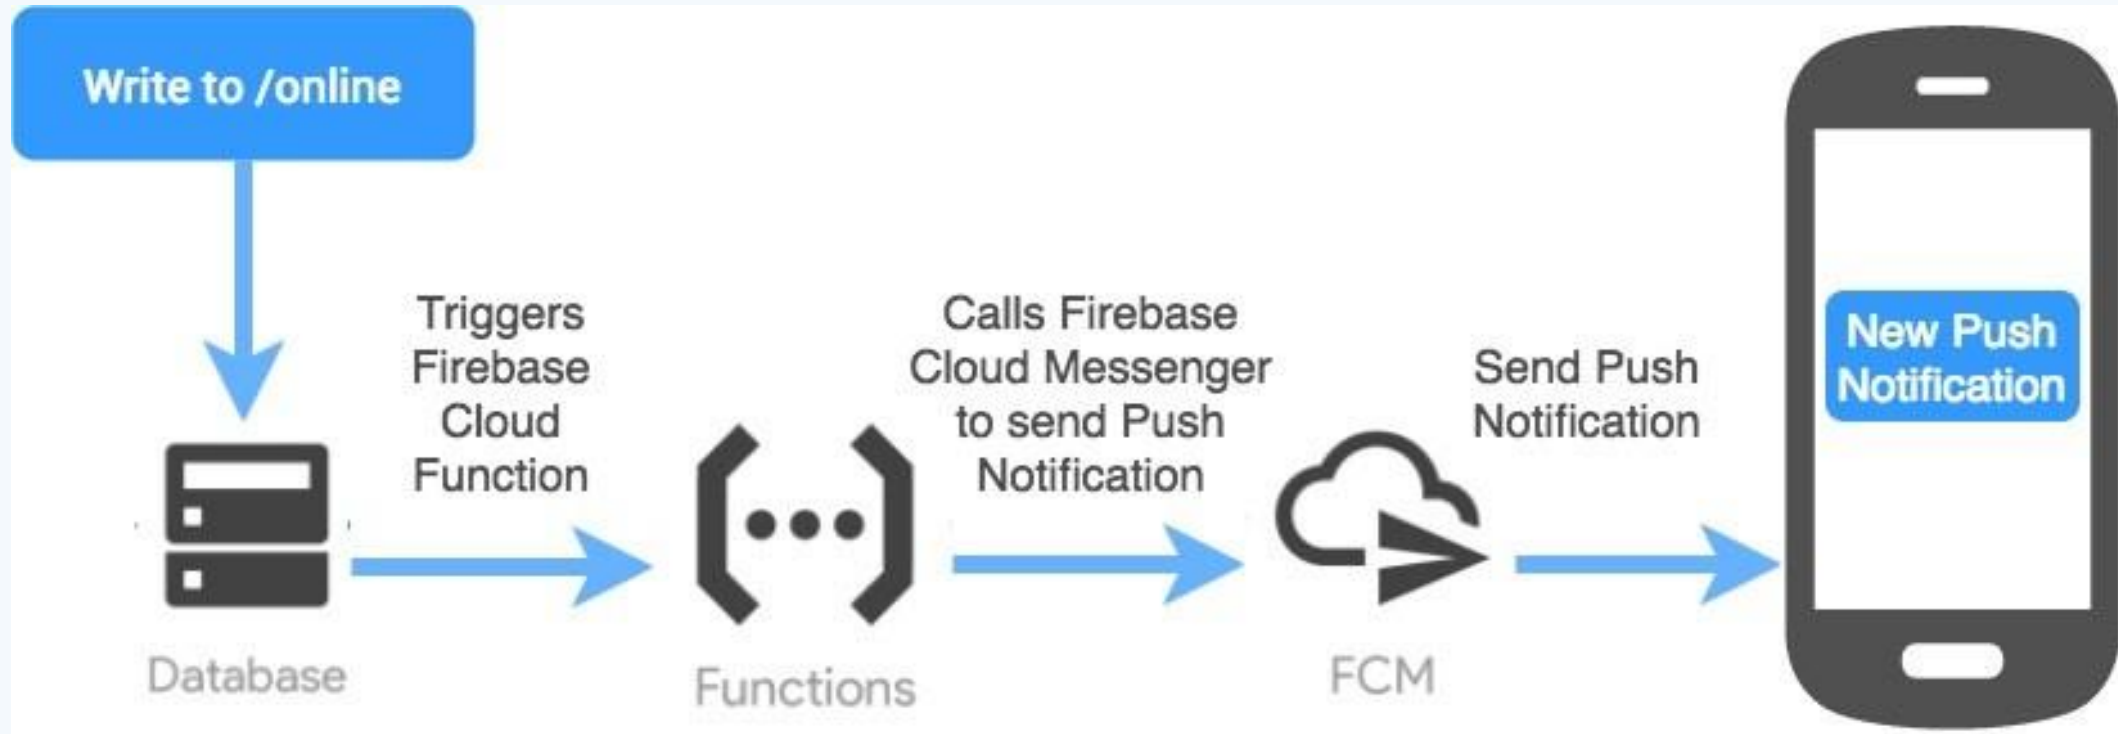 Write to /online
Triggers
Firebase
Cloud
Function
Calls Firebase
Cloud Messenger
to send Push
Notification
Send Push
Notification
New Push
Notification
Database
Functions
FCM